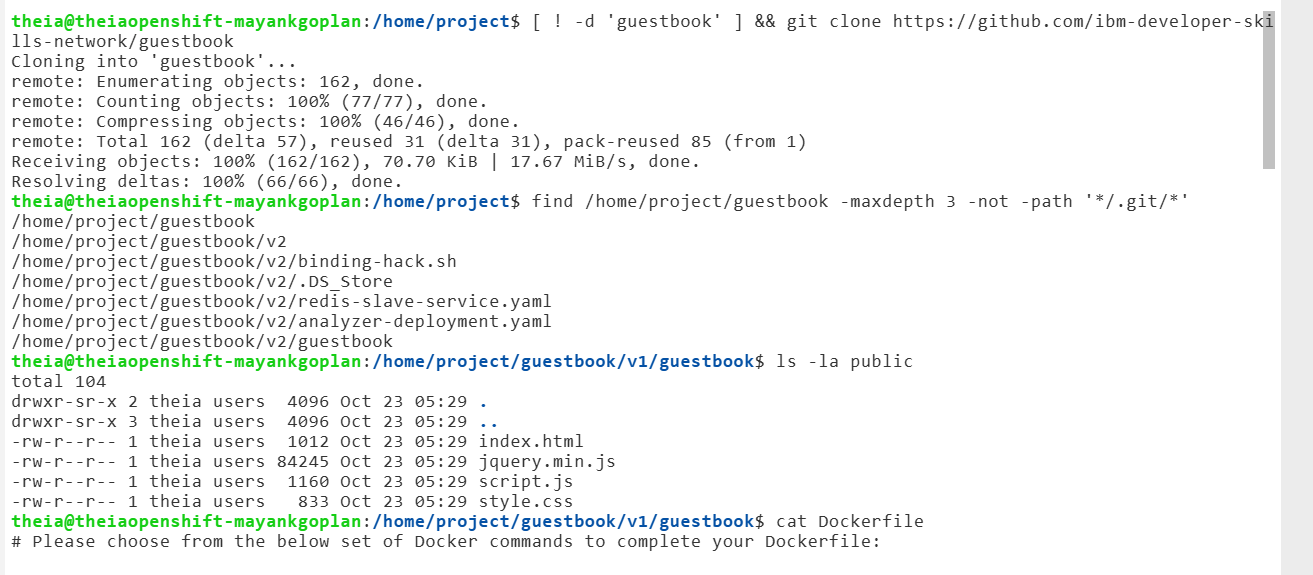 theia@theiaopenshift-mayankgoplan:/home/project$ [ ! -d 'guestbook' ] && git clone https://github.com/ibm-developer-ski
lls-network/guestbook
Cloning into 'guestbook'...
remote: Enumerating objects: 162, done.
remote: Counting objects: 100% (77/77), done.
remote: Compressing objects: 100% (46/46), done.
remote: Total 162 (delta 57), reused 31 (delta 31), pack-reused 85 (from 1)
Receiving objects: 100% (162/162), 70.70 KiB | 17.67 MiB/s, done.
Resolving deltas: 100% (66/66), done.
theia@theiaopenshift-mayankgoplan:/home/project$ find /home/project/guestbook -maxdepth 3 -not -path '*/.git/*'
/home/project/guestbook
/home/project/guestbook/v2
/home/project/guestbook/v2/binding-hack.sh
/home/project/guestbook/v2/.DS_Store
/home/project/guestbook/v2/redis-slave-service.yaml
/home/project/guestbook/v2/analyzer-deployment.yaml
/home/project/guestbook/v2/guestbook
theia@theiaopenshift-mayankgoplan:/home/project/guestbook/v1/guestbook$ ls -la public
total 104
drwxr-sr-x 2 theia users  4096 Oct 23 05:29 .
drwxr-sr-x 3 theia users  4096 Oct 23 05:29 ..
-rw-r--r-- 1 theia users  1012 Oct 23 05:29 index.html
-rw-r--r-- 1 theia users 84245 Oct 23 05:29 jquery.min.js
-rw-r--r-- 1 theia users  1160 Oct 23 05:29 script.js
-rw-r--r-- 1 theia users   833 Oct 23 05:29 style.css
theia@theiaopenshift-mayankgoplan:/home/project/guestbook/v1/guestbook$ cat Dockerfile
# Please choose from the below set of Docker commands to complete your Dockerfile: